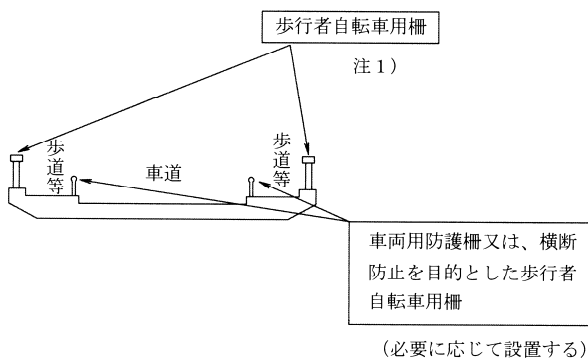 歩行者自転車用柵
注１）
歩道等
車道
歩道等
車両用防護柵又は、横断
防止を目的とした歩行者
自転車用柵
（必要に応じて設置する）